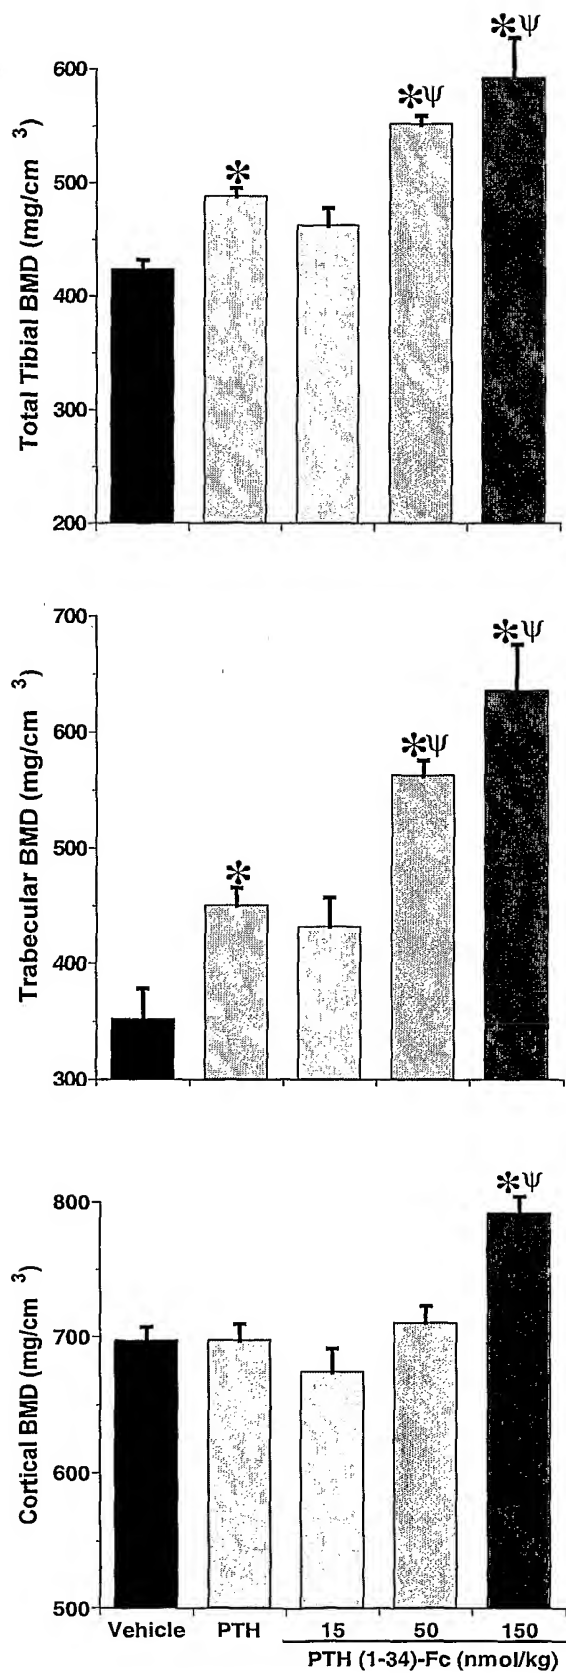 *ψ
600
*ψ
*
500
400
300
200
Total Tibial BMD (mg/cm 3)
700
*ψ
600
*ψ
500
*
400
300
Trabecular BMD (mg/cm 3)
*ψ
800
700
600
500
Cortical BMD (mg/cm 3)
Vehicle PTH 15 50 150
PTH (1-34)-Fc (nmol/kg)